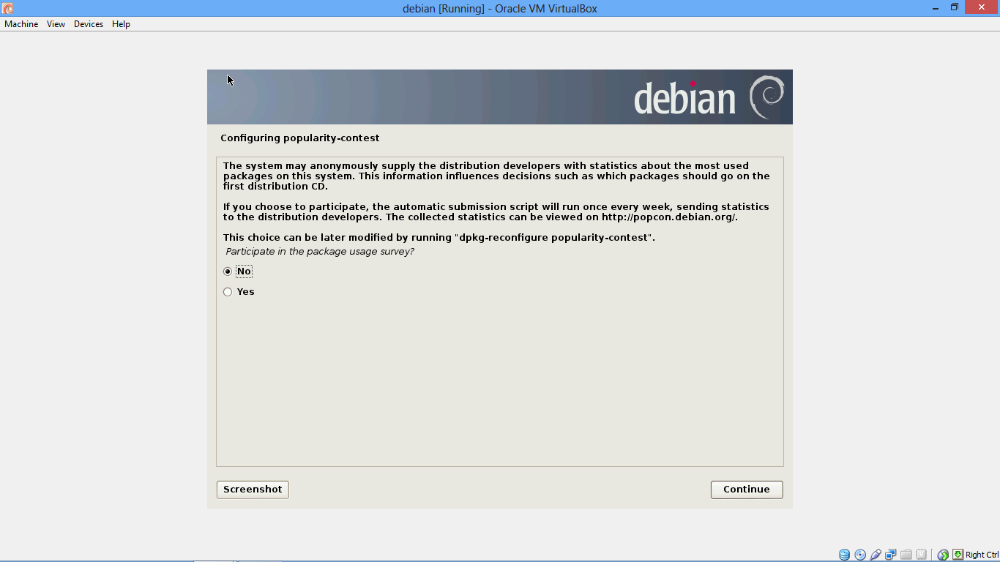 debian [Running] - Oracle VM VirtualBox
Machine View Devices Help
debian
Configuring popularity-contest
The system may anonymously supply the distribution developers with statistics about the most used
packages on this system. This information influences decisions such as which packages should go on the
first distribution CD.
If you choose to participate, the automatic submission script will run once every week, sending statistics
to the distribution developers. The collected statistics can be viewed on http://popcon.debian.org/.
This choice can be later modified by running "dpkg-reconfigure popularity-contest".
Participate in the package usage survey?
No
Yes
Screenshot Continue
Right Ctrl